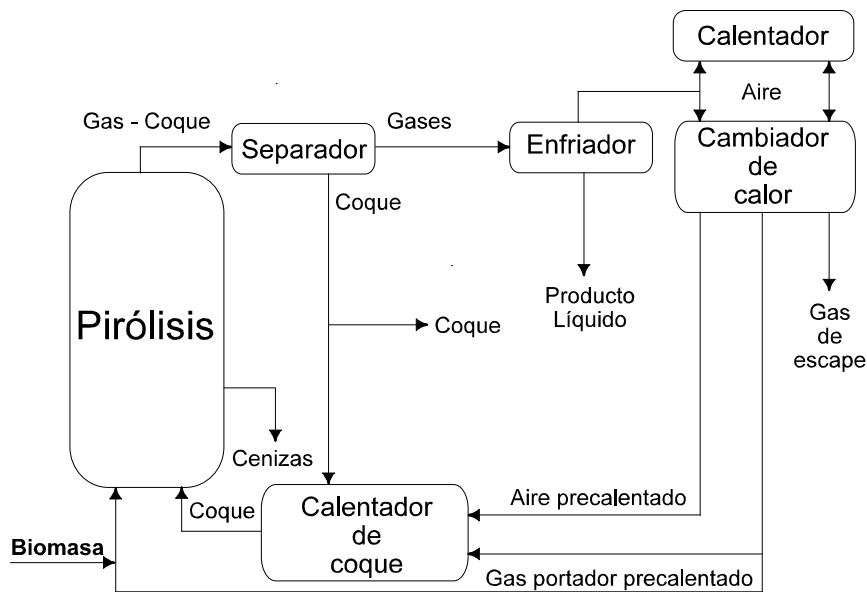 Calentador
Aire
Gas - Coque
Gases
Separador
Enfriador
Cambiador
de
calor
Coque
Pirólisis
Producto
Líquido
Coque
Gas
de
escape
Cenizas
Coque
Calentador
de
coque
Aire precalentado
Biomasa
Gas portador precalentado